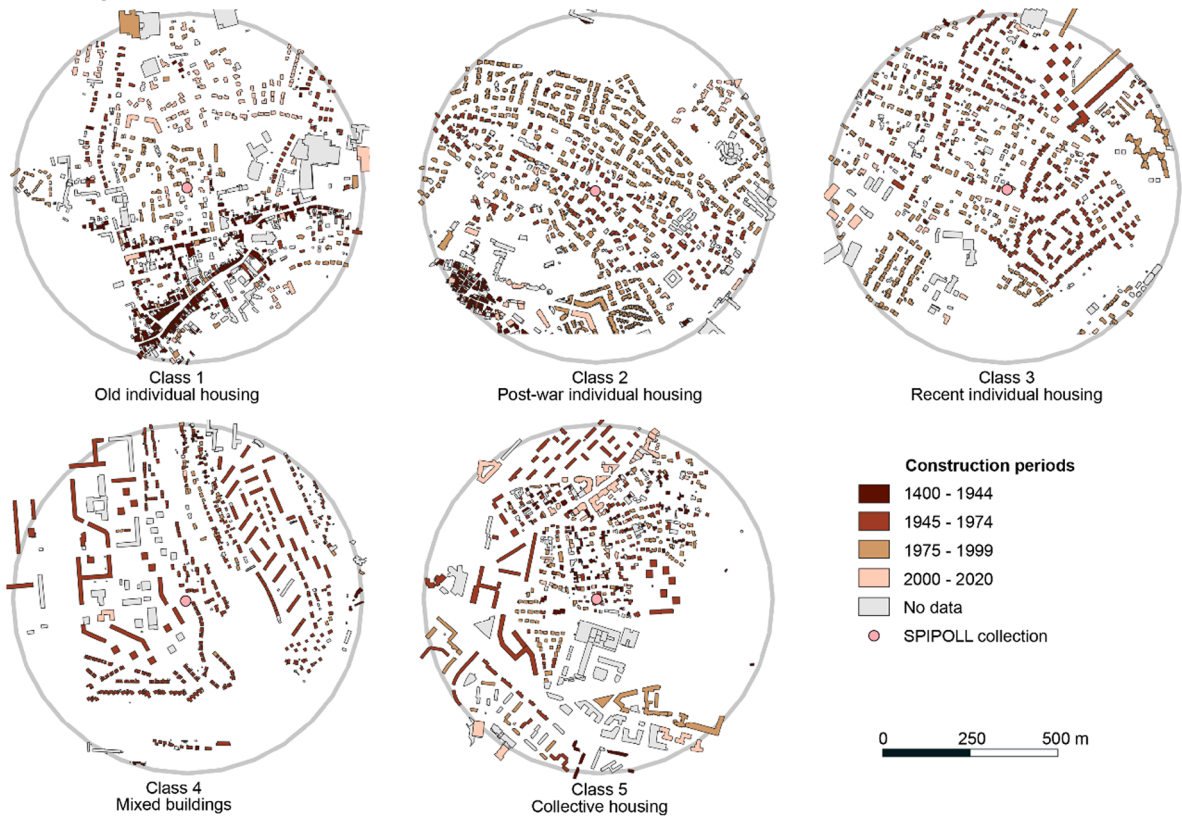 Class 1
Old individual housing
Class 2
Post-war individual housing
Class 3
Recent individual housing
Class 4
Mixed buildings
Class 5
Collective housing
Construction periods
1400 - 1944
1945 - 1974
1975 - 1999
2000 - 2020
No data
SPIPOLL collection
0 250 500 m